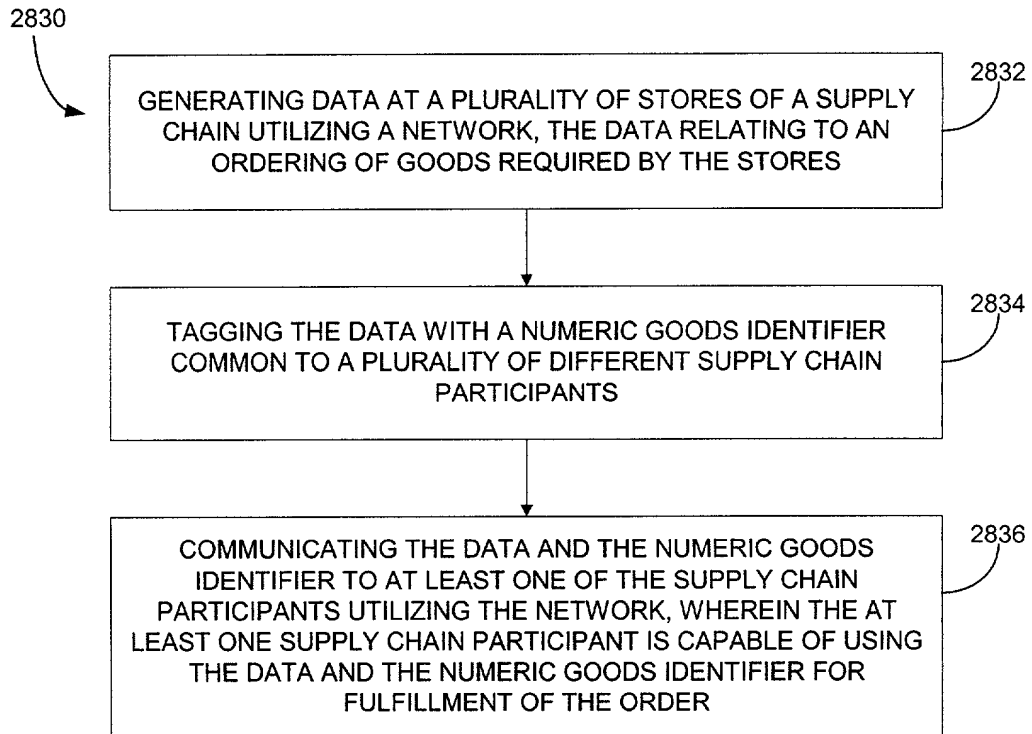 2830
2832
GENERATING DATA AT A PLURALITY OF STORES OF A SUPPLY
CHAIN UTILIZING A NETWORK, THE DATA RELATING TO AN
ORDERING OF GOODS REQUIRED BY THE STORES
2834
TAGGING THE DATA WITH A NUMERIC GOODS IDENTIFIER
COMMON TO A PLURALITY OF DIFFERENT SUPPLY CHAIN
PARTICIPANTS
2836
COMMUNICATING THE DATA AND THE NUMERIC GOODS
IDENTIFIER TO AT LEAST ONE OF THE SUPPLY CHAIN
PARTICIPANTS UTILIZING THE NETWORK, WHEREIN THE AT
LEAST ONE SUPPLY CHAIN PARTICIPANT IS CAPABLE OF USING
THE DATA AND THE NUMERIC GOODS IDENTIFIER FOR
FULFILLMENT OF THE ORDER